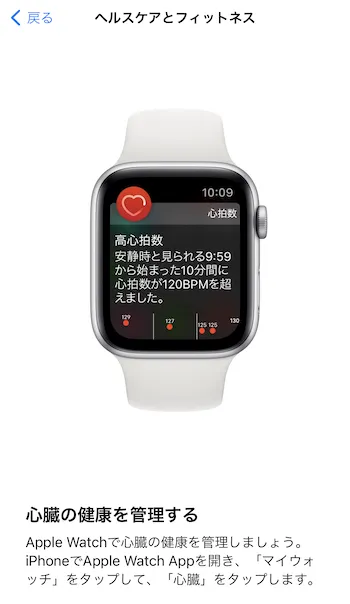 戻る
ヘルスケアとフィットネス
10:09
心拍数
高心拍数
安静時と見られる9:59
から始まった10分間に
心拍数が120BPMを超
えました。
129
127
125 125
130
心臓の健康を管理する
Apple Watchで心臓の健康を管理しましょう。
iPhoneでApple Watch Appを開き、「マイウォ
ッチ」をタップして、「心臓」をタップします。